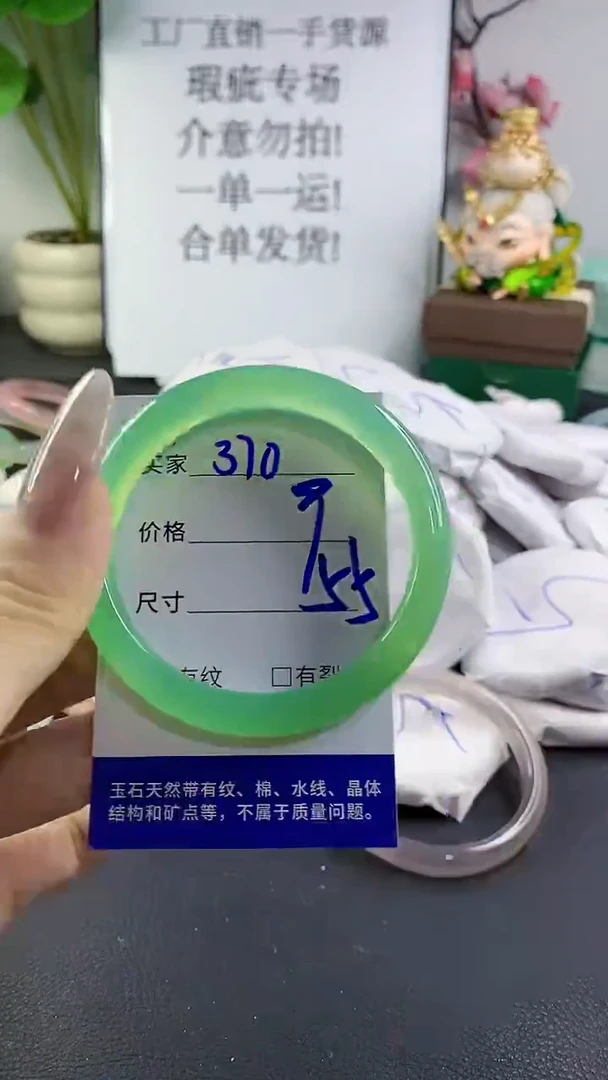 工厂直销一手货源
瑕疵专场
介意勿拍!
一单一运!
合单发货!
买家 370
价格
尺寸 55
有纹 □有裂
玉石天然带有纹、棉、水线、晶体
结构和矿点等，不属于质量问题。